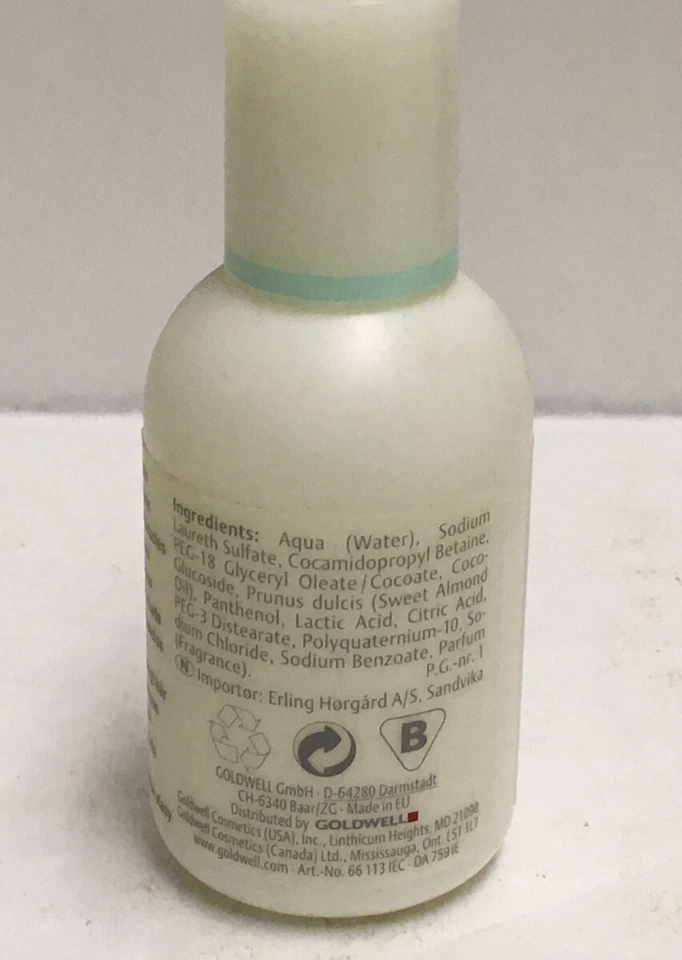 Ingredients: Aqua (Water), Sodium
Laureth Sulfate, Cocamidopropyl Betaine,
PEG-18 Glyceryl Oleate/Cocoate, Coco-
Glucoside, Prunus dulcis (Sweet Almond
Oil), Panthenol, Lactic Acid, Citric Acid,
PEG-3 Distearate, Polyquaternium-10, So-
dium Chloride, Sodium Benzoate, Parfum
(Fragrance). P.G.-nr. 1
N Importør: Erling Hørgård A/S, Sandvika
B
GOLDWELL GmbH · D-64280 Darmstadt
CH-6340 Baar/ZG · Made in EU
Distributed by GOLDWELL
Goldwell Cosmetics (USA), Inc., Linthicum Heights, MD 21090
Goldwell Cosmetics (Canada) Ltd., Mississauga, Ont. L5T 1L7
www.goldwell.com · Art.-No. 66 113 IEC · DA 759 IE